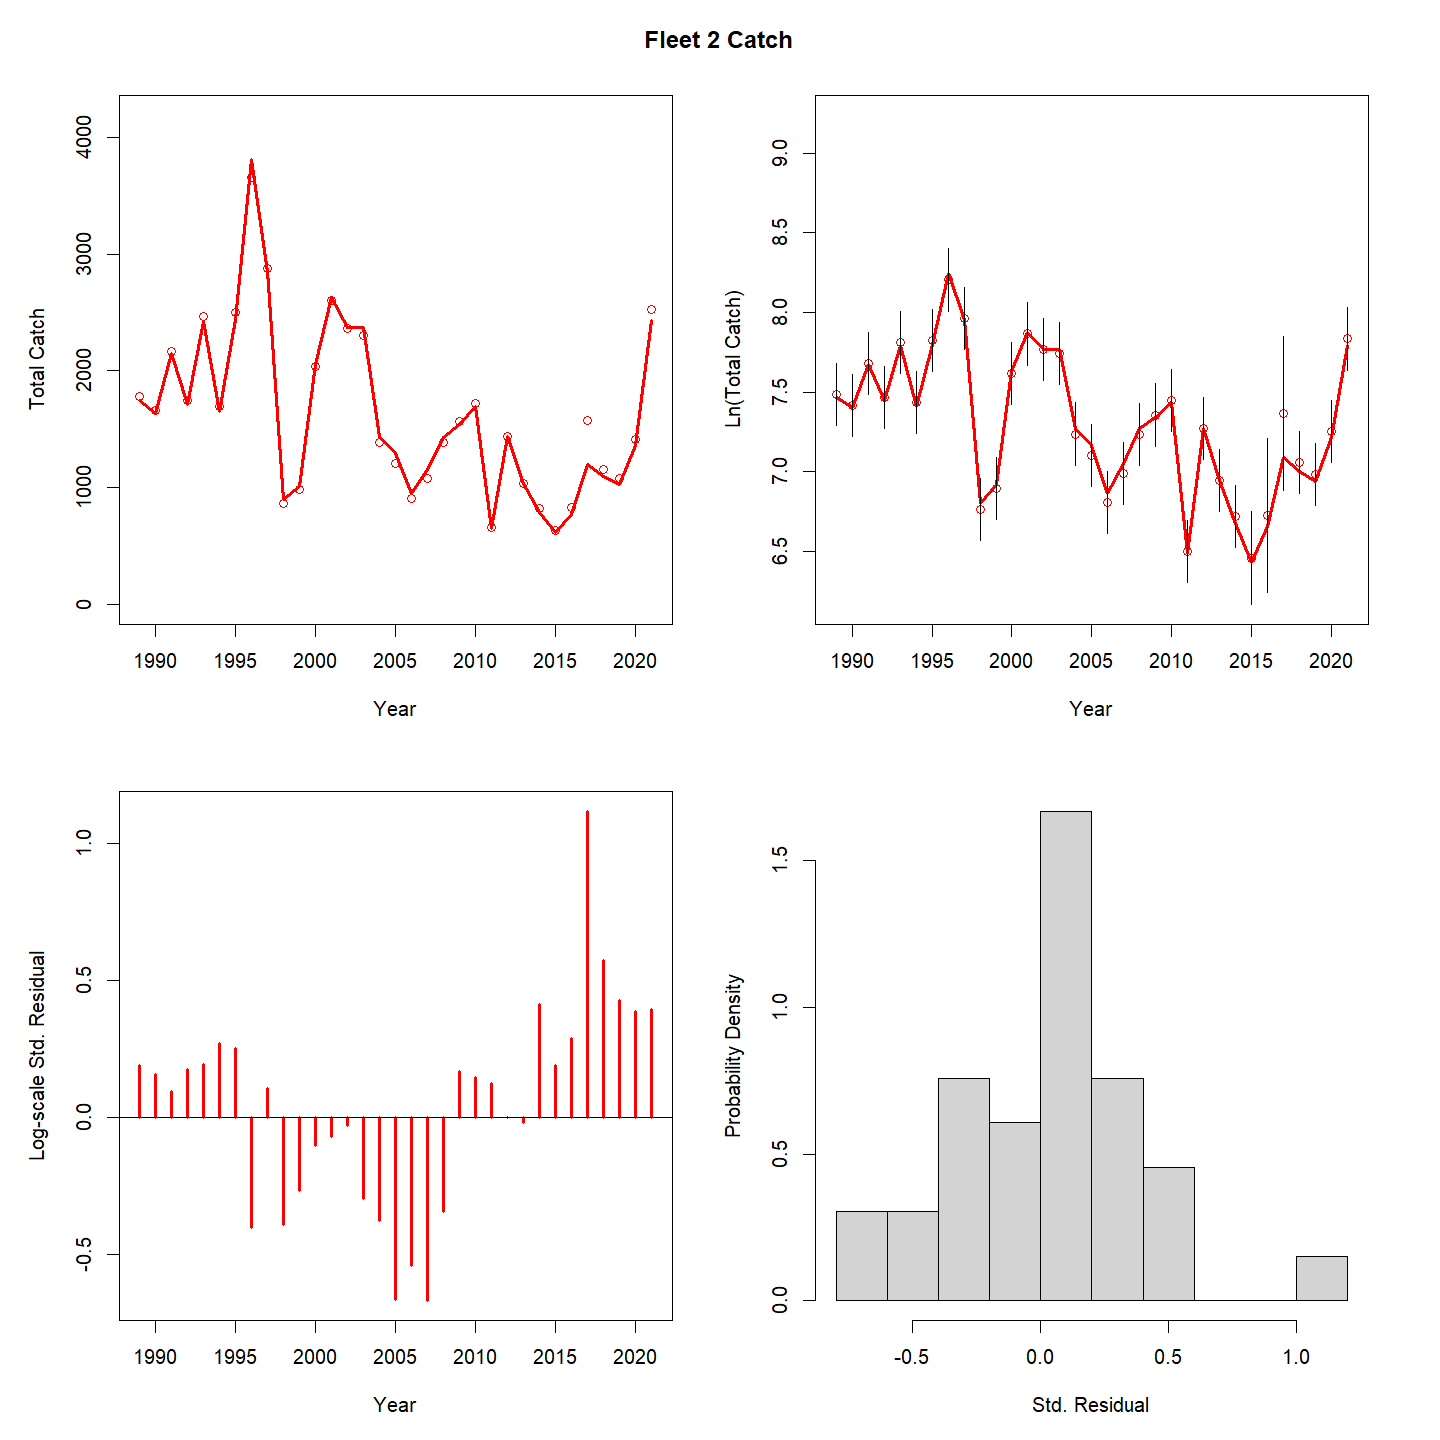 Fleet 2 Catch
Total Catch
0
1000
2000
3000
4000
1990 1995 2000 2005 2010 2015 2020
Year
Ln(Total Catch)
6.5
7.0
7.5
8.0
8.5
9.0
1990 1995 2000 2005 2010 2015 2020
Year
Log-scale Std. Residual
-0.5
0.0
0.5
1.0
1990 1995 2000 2005 2010 2015 2020
Year
Probability Density
0.0
0.5
1.0
1.5
-0.5 0.0 0.5 1.0
Std. Residual